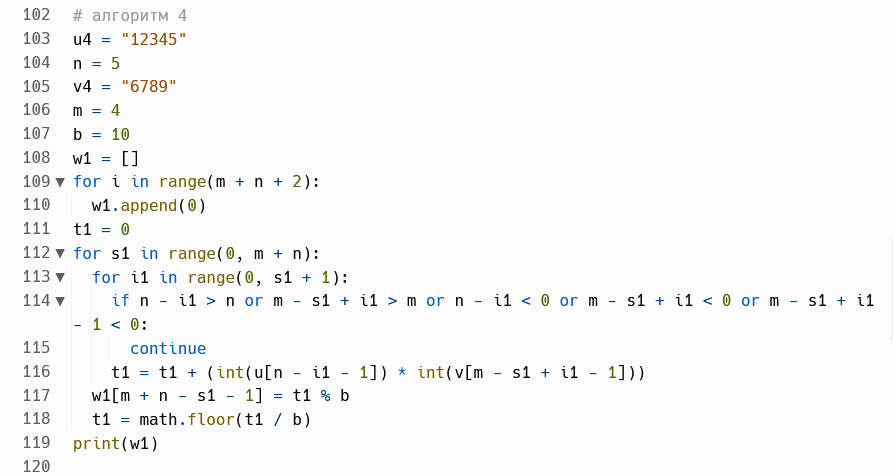 102 # алгоритм 4
103 u4 = "12345"
104 n = 5
105 v4 = "6789"
106 m = 4
107 b = 10
108 w1 = []
109 ▼ for i in range(m + n + 2):
110 w1.append(0)
111 t1 = 0
112 ▼ for s1 in range(0, m + n):
113 ▼ for i1 in range(0, s1 + 1):
114 ▼ if n - i1 > n or m - s1 + i1 > m or n - i1 < 0 or m - s1 + i1 < 0 or m - s1 + i1
- 1 < 0:
115 continue
116 t1 = t1 + (int(u[n - i1 - 1]) * int(v[m - s1 + i1 - 1]))
117 w1[m + n - s1 - 1] = t1 % b
118 t1 = math.floor(t1 / b)
119 print(w1)
120